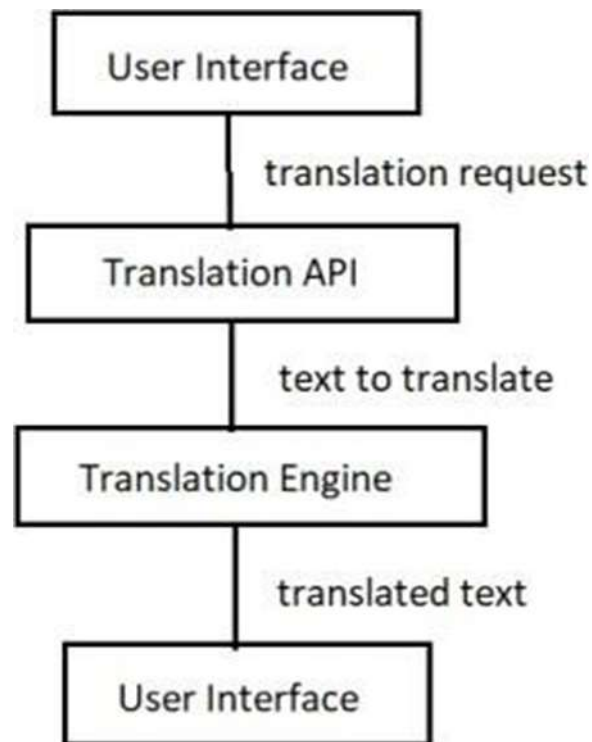 User Interface
translation request
Translation API
text to translate
Translation Engine
translated text
User Interface